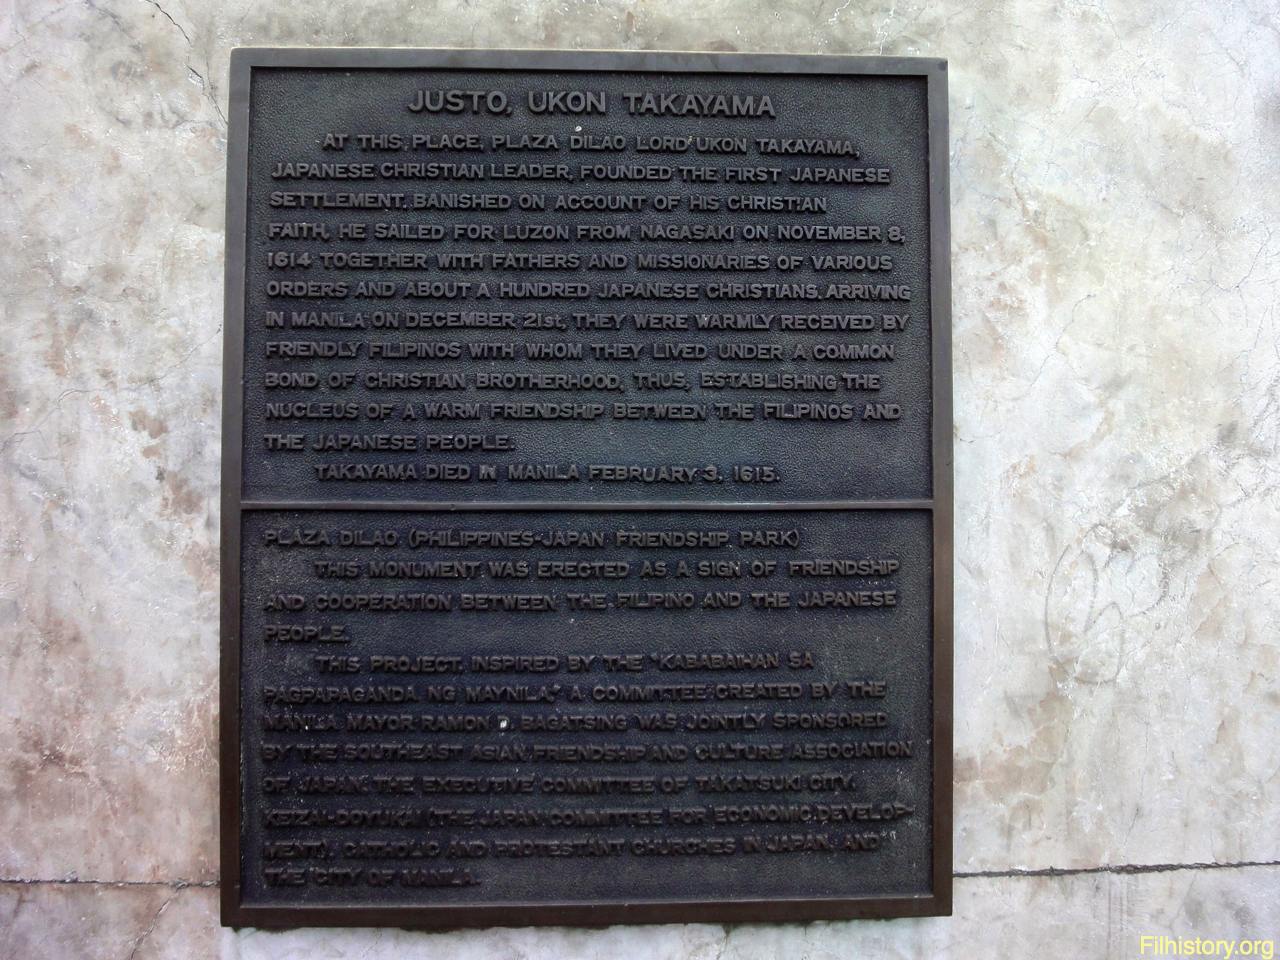 JUSTO, UKON TAKAYAMA
AT THIS PLACE, PLAZA DILAO LORD UKON TAKAYAMA,
JAPANESE CHRISTIAN LEADER, FOUNDED THE FIRST JAPANESE
SETTLEMENT. BANISHED ON ACCOUNT OF HIS CHRISTIAN
FAITH, HE SAILED FOR LUZON FROM NAGASAKI ON NOVEMBER 8,
1614 TOGETHER WITH FATHERS AND MISSIONARIES OF VARIOUS
ORDERS AND ABOUT A HUNDRED JAPANESE CHRISTIANS. ARRIVING
IN MANILA ON DECEMBER 21st, THEY WERE WARMLY RECEIVED BY
FRIENDLY FILIPINOS WITH WHOM THEY LIVED UNDER A COMMON
BOND OF CHRISTIAN BROTHERHOOD, THUS, ESTABLISHING THE
NUCLEUS OF A WARM FRIENDSHIP BETWEEN THE FILIPINOS AND
THE JAPANESE PEOPLE.
TAKAYAMA DIED IN MANILA FEBRUARY 3, 1615.
PLAZA DILAO (PHILIPPINES-JAPAN FRIENDSHIP PARK)
THIS MONUMENT WAS ERECTED AS A SIGN OF FRIENDSHIP
AND COOPERATION BETWEEN THE FILIPINO AND THE JAPANESE
PEOPLE.
THIS PROJECT, INSPIRED BY THE "KABABAIHAN SA
PAGPAPAGANDA NG MAYNILA," A COMMITTEE CREATED BY THE
MANILA MAYOR RAMON D. BAGATSING WAS JOINTLY SPONSORED
BY THE SOUTHEAST ASIAN FRIENDSHIP AND CULTURE ASSOCIATION
OF JAPAN, THE EXECUTIVE COMMITTEE OF TAKATSUKI CITY,
KEIZAI-DOYUKAI (THE JAPAN COMMITTEE FOR ECONOMIC DEVELOP-
MENT), CATHOLIC AND PROTESTANT CHURCHES IN JAPAN, AND
THE CITY OF MANILA.
Filhistory.org